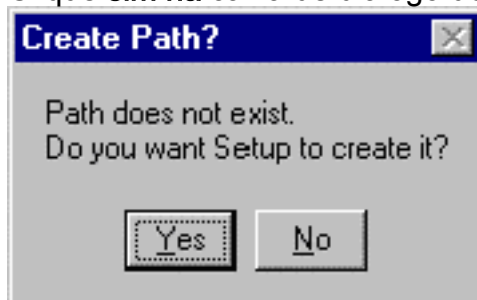 Create Path?
Path does not exist.
Do you want Setup to create it?
Yes No